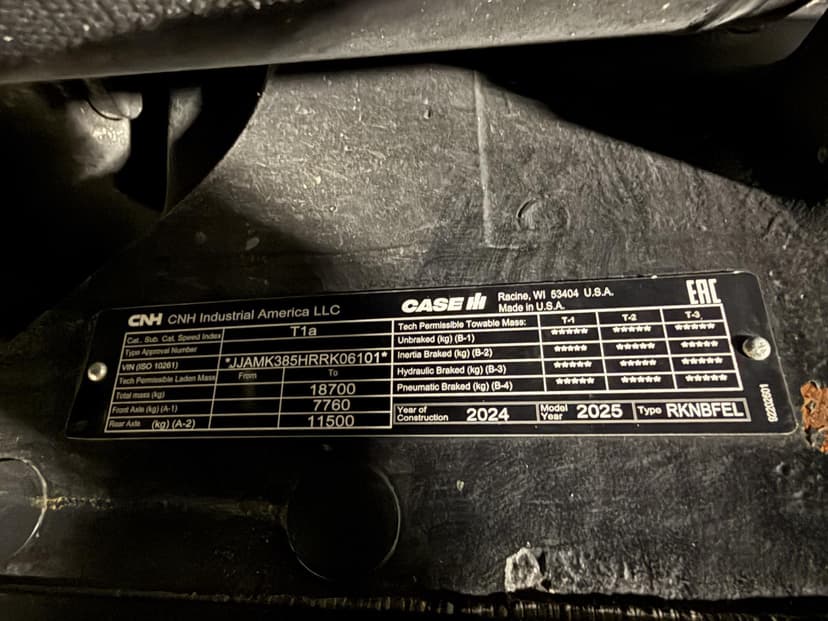 CNH CNH Industrial America LLC
CASE IH Racine, WI 53404 U.S.A.
Made in U.S.A.
EAC
Cat. Sub. Cat. Speed Index T1a
Type Approval Number
VIN (ISO 10261) *JJAMK385HRRK06101*
Tech Permissible Laden Mass From To
Total mass (kg) 18700
Front Axle (kg) (A-1) 7760
Rear Axle (kg) (A-2) 11500
Tech Permissible Towable Mass: T-1 T-2 T-3
Unbraked (kg) (B-1) ***** ***** *****
Inertia Braked (kg) (B-2) ***** ***** *****
Hydraulic Braked (kg) (B-3) ***** ***** *****
Pneumatic Braked (kg) (B-4) ***** ***** *****
Year of Construction 2024 Model Year 2025 Type RKNBFEL
92202601